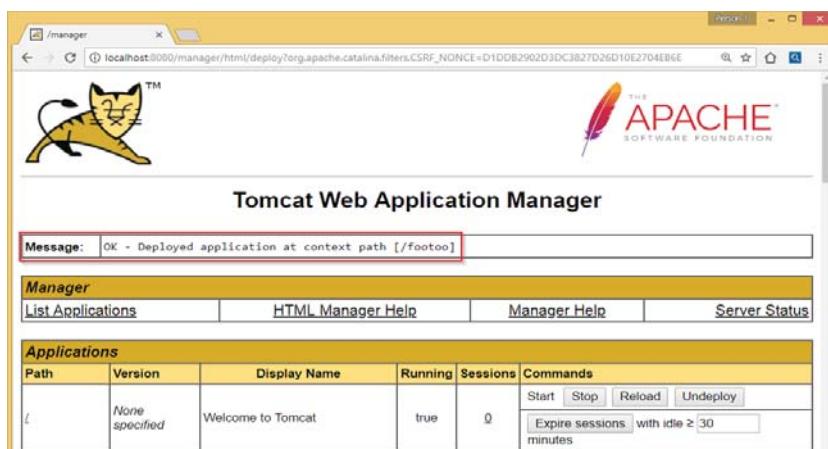 Person 1
/manager
localhost:8080/manager/html/deploy?org.apache.catalina.filters.CSRF_NONCE=D1DDB2902D3DC3827D26D10E2704EB6E
TM
THE
APACHE
SOFTWARE FOUNDATION
Tomcat Web Application Manager
Message: OK - Deployed application at context path [/footoo]
Manager
List Applications HTML Manager Help Manager Help Server Status
Applications
Path Version Display Name Running Sessions Commands
/ None specified Welcome to Tomcat true 0 Start Stop Reload Undeploy
Expire sessions with idle ≥ 30 minutes